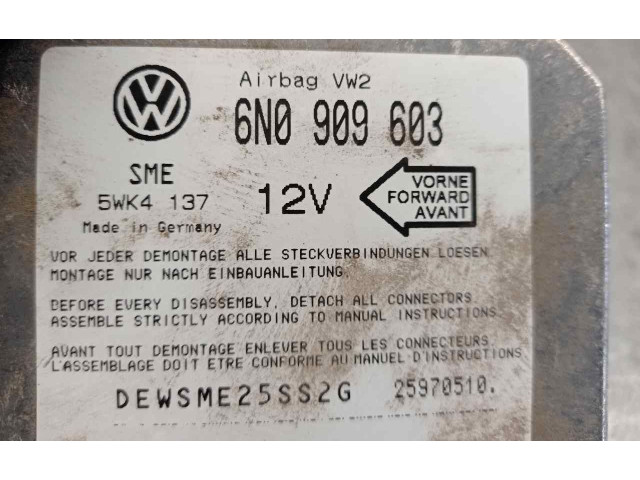 Airbag VW2
6N0 909 603
SME
5WK4 137
12V
VORNE
FORWARD
AVANT
Made in Germany
VOR JEDER DEMONTAGE ALLE STECKVERBINDUNGEN LOESEN
MONTAGE NUR NACH EINBAUANLEITUNG.
BEFORE EVERY DISASSEMBLY, DETACH ALL CONNECTORS.
ASSEMBLE STRICTLY ACCORDING TO MANUAL INSTRUCTIONS.
AVANT TOUT DEMONTAGE ENLEVER TOUS LES CONNECTEURS.
L'ASSEMBLAGE DOIT ETRE CONFORME AU MANUEL D'INSTRUCTIONS
DEWSME25SS2G 25970510.